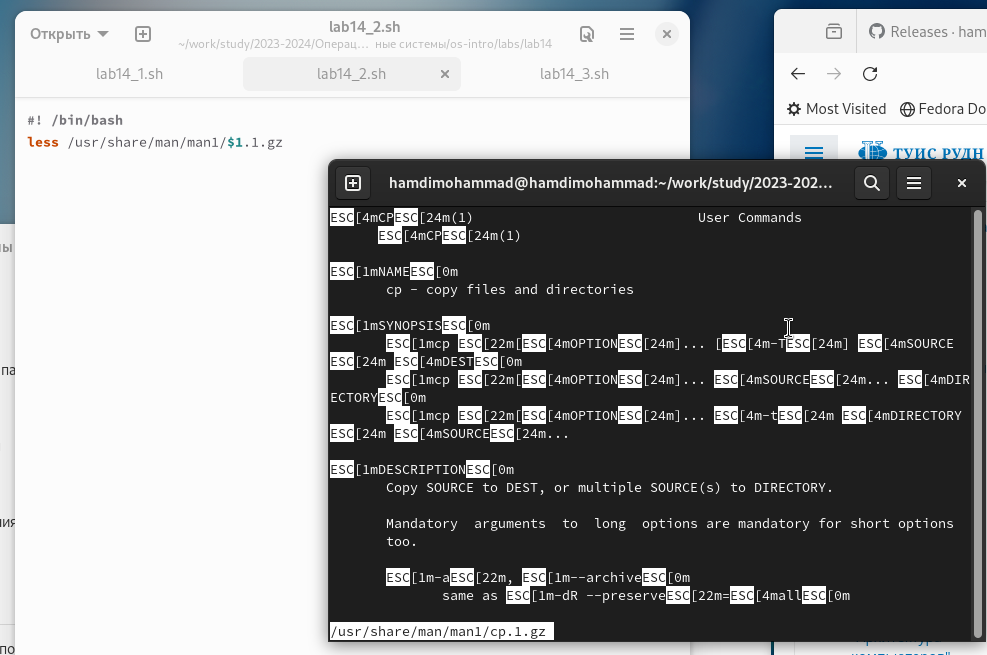 Открыть
lab14_2.sh
~/work/study/2023-2024/Операц… ные системы/os-intro/labs/lab14
lab14_1.sh
lab14_2.sh
lab14_3.sh
#! /bin/bash
less /usr/share/man/man1/$1.1.gz
Releases · ham
Most Visited
Fedora Do
ТУИС РУДН
hamdimohammad@hamdimohammad:~/work/study/2023-202...
ESC[4mCPESC[24m(1) User Commands
ESC[4mCPESC[24m(1)
ESC[1mNAMEESC[0m
cp - copy files and directories
ESC[1mSYNOPSISESC[0m
ESC[1mcp ESC[22m[ESC[4mOPTIONESC[24m]... [ESC[4m-TESC[24m] ESC[4mSOURCE
ESC[24m ESC[4mDESTESC[0m
ESC[1mcp ESC[22m[ESC[4mOPTIONESC[24m]... ESC[4mSOURCEESC[24m... ESC[4mDIR
ECTORYESC[0m
ESC[1mcp ESC[22m[ESC[4mOPTIONESC[24m]... ESC[4m-tESC[24m ESC[4mDIRECTORY
ESC[24m ESC[4mSOURCEESC[24m...
ESC[1mDESCRIPTIONESC[0m
Copy SOURCE to DEST, or multiple SOURCE(s) to DIRECTORY.
Mandatory arguments to long options are mandatory for short options
too.
ESC[1m-aESC[22m, ESC[1m--archiveESC[0m
same as ESC[1m-dR --preserveESC[22m=ESC[4mallESC[0m
/usr/share/man/man1/cp.1.gz